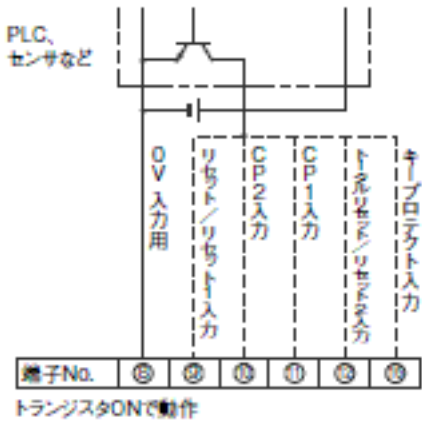 PLC、
センサなど
0V入力用
リセット/リセット1入力
CP2入力
CP1入力
トータルリセット/リセット2入力
キープロテクト入力
端子No.
トランジスタONで動作